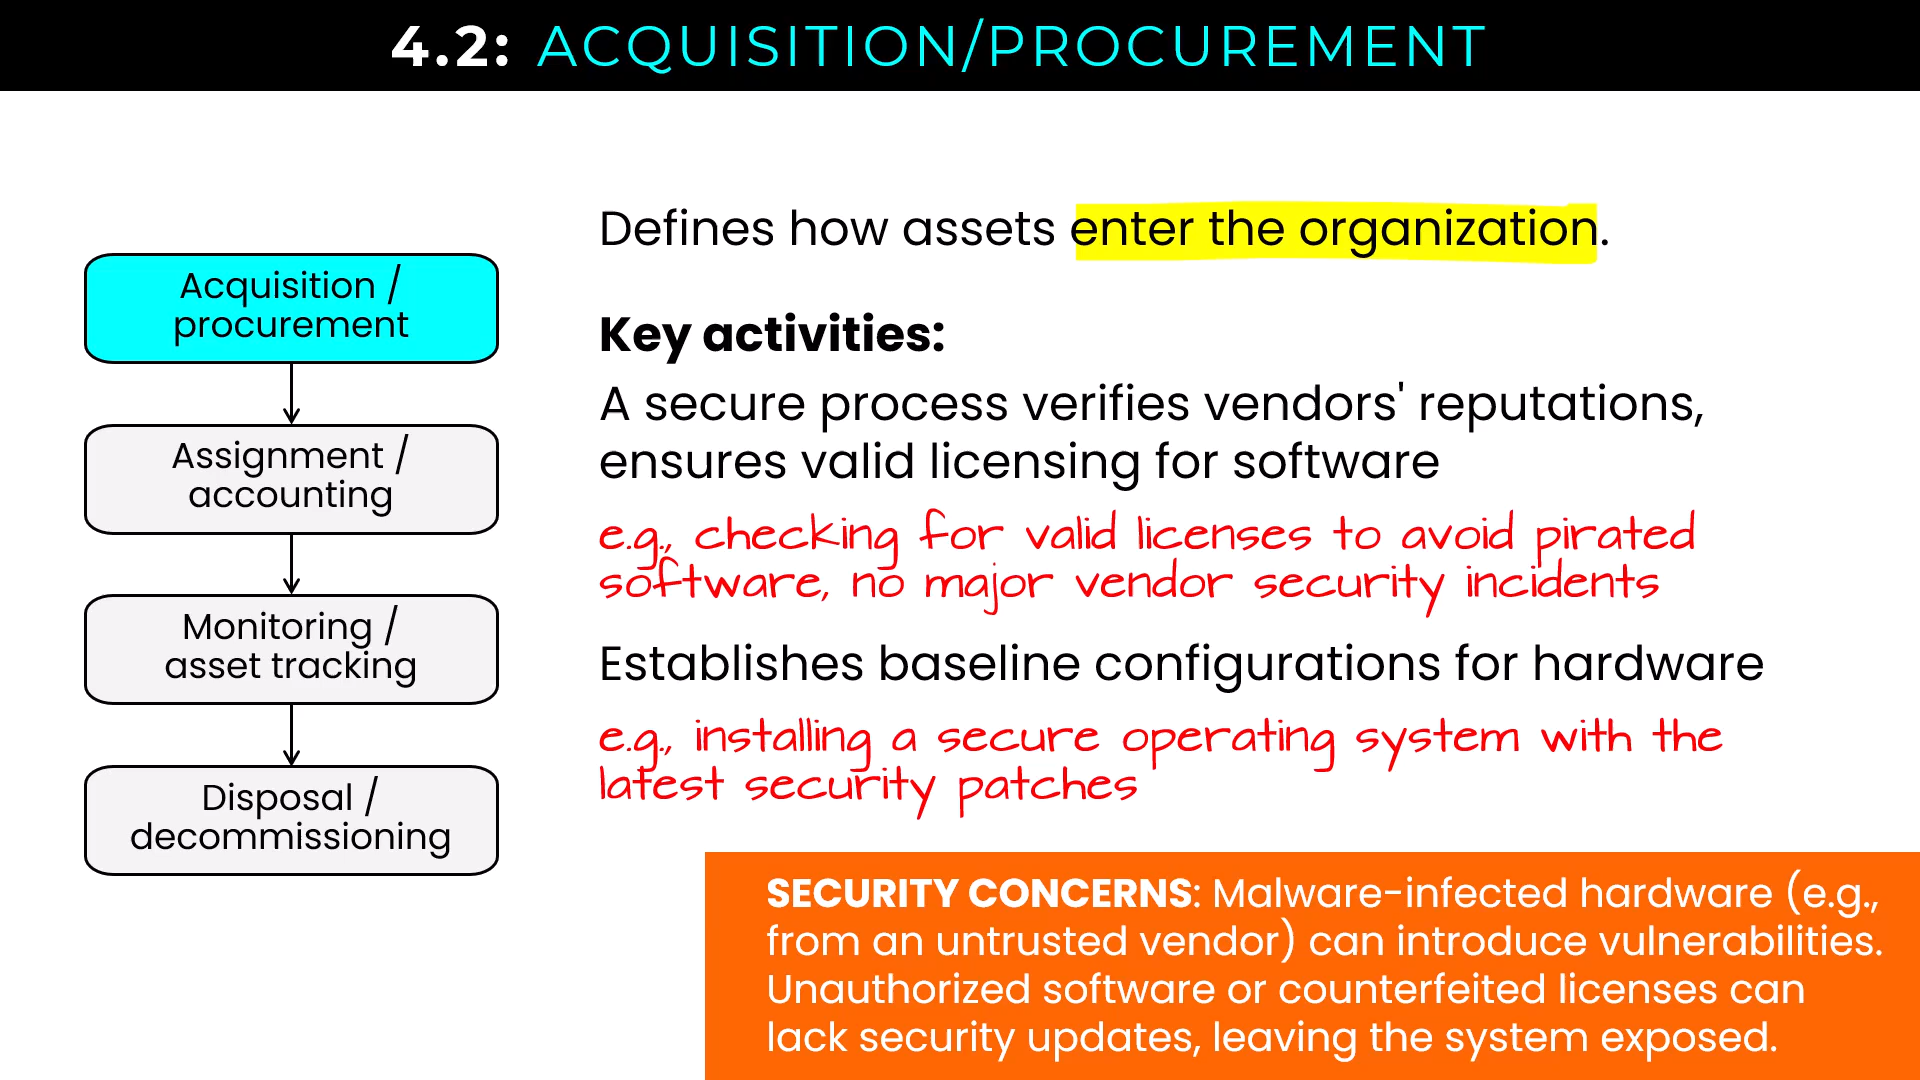 4.2: ACQUISITION/PROCUREMENT
Acquisition /
procurement
Assignment /
accounting
Monitoring /
asset tracking
Disposal /
decommissioning
Defines how assets enter the organization.
Key activities:
A secure process verifies vendors' reputations,
ensures valid licensing for software
e.g., checking for valid licenses to avoid pirated
software, no major vendor security incidents
Establishes baseline configurations for hardware
e.g., installing a secure operating system with the
latest security patches
SECURITY CONCERNS: Malware-infected hardware (e.g.,
from an untrusted vendor) can introduce vulnerabilities.
Unauthorized software or counterfeited licenses can
lack security updates, leaving the system exposed.